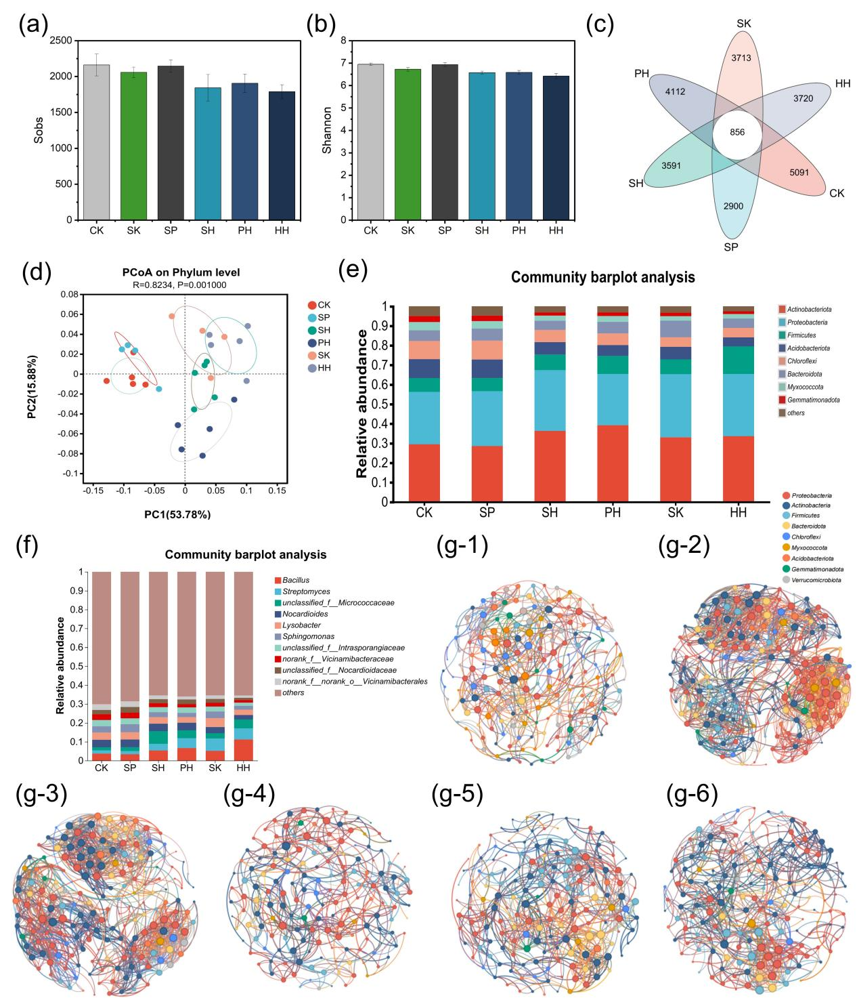 (a)
2500
2000
1500
1000
500
0
Sobs
CK SK SP SH PH HH
(b)
8
7
6
5
4
3
2
1
0
Shannon
CK SK SP SH PH HH
(c)
SK
3713
PH
4112
HH
3720
856
SH
3591
5091
CK
2900
SP
(d)
PCoA on Phylum level
R=0.8234, P=0.001000
0.08
0.06
0.04
0.02
0
-0.02
-0.04
-0.06
-0.08
-0.1
PC2(15.88%)
-0.15 -0.1 -0.05 0 0.05 0.1 0.15
PC1(53.78%)
CK
SP
SH
PH
SK
HH
(e)
Community barplot analysis
1
0.9
0.8
0.7
0.6
0.5
0.4
0.3
0.2
0.1
0
Relative abundance
CK SP SH PH SK HH
Actinobacteriota
Proteobacteria
Firmicutes
Acidobacteriota
Chloroflexi
Bacteroidota
Myxococcota
Gemmatimonadota
others
(f)
Community barplot analysis
1
0.9
0.8
0.7
0.6
0.5
0.4
0.3
0.2
0.1
0
Relative abundance
CK SP SH PH SK HH
Bacillus
Streptomyces
unclassified_f__Micrococcaceae
Nocardioides
Lysobacter
Sphingomonas
unclassified_f__Intrasporangiaceae
norank_f__Vicinamibacteraceae
unclassified_f__Nocardioidaceae
norank_f__norank_o__Vicinamibacterales
others
(g-1)
(g-2)
Proteobacteria
Actinobacteria
Firmicutes
Bacteroidota
Chloroflexi
Myxococcota
Acidobacteriota
Gemmatimonadota
Verrucomicrobiota
(g-3)
(g-4)
(g-5)
(g-6)